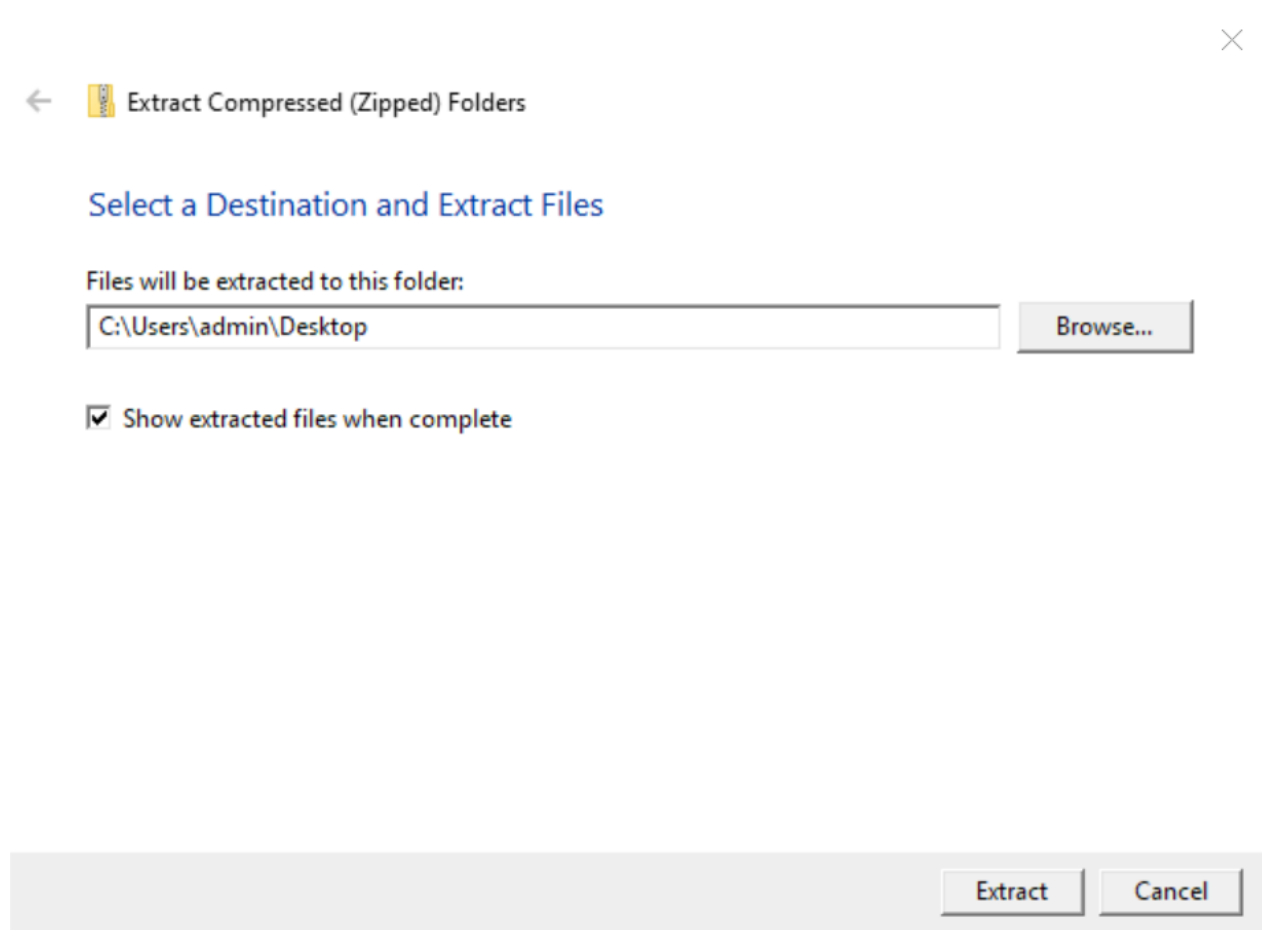 Extract Compressed (Zipped) Folders
Select a Destination and Extract Files
Files will be extracted to this folder:
C:\Users\admin\Desktop
Browse...
Show extracted files when complete
Extract
Cancel